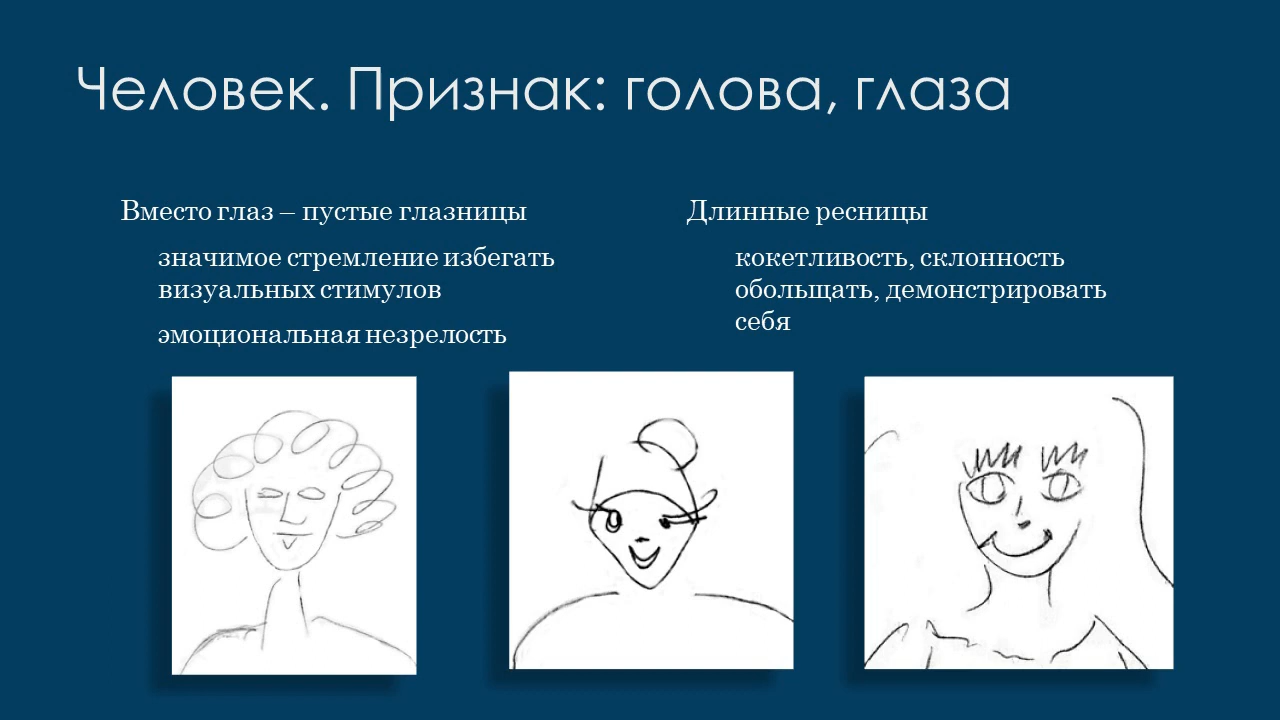 Человек. Признак: голова, глаза
Вместо глаз – пустые глазницы
значимое стремление избегать
визуальных стимулов
эмоциональная незрелость
Длинные ресницы
кокетливость, склонность
обольщать, демонстрировать
себя